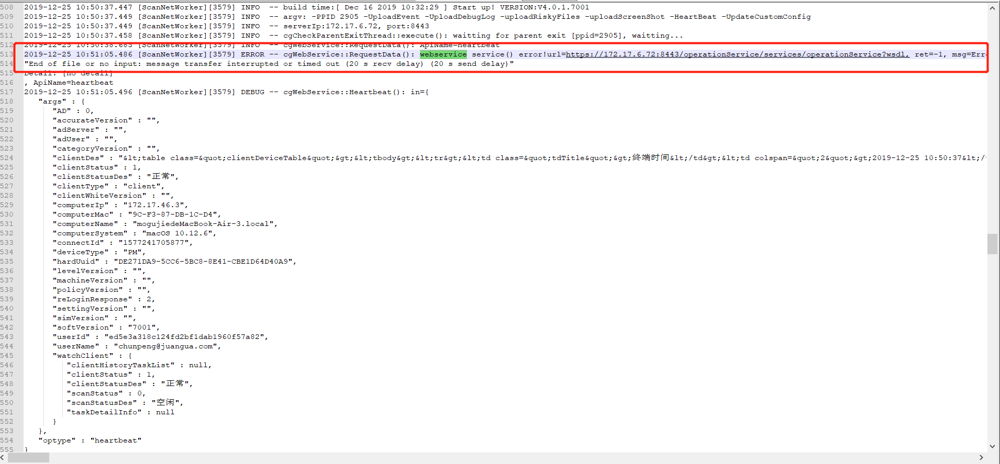 508 2019-12-25 10:50:37.447 [ScanNetWorker][3579] INFO -- build time:[ Dec 16 2019 10:32:29 ] Start up! VERSION:V4.0.1.7001
509 2019-12-25 10:50:37.449 [ScanNetWorker][3579] INFO -- argv: -PPID 2905 -UploadEvent -UploadDebugLog -uploadRiskyFiles -uploadScreenShot -HeartBeat -UpdateCustomConfig
510 2019-12-25 10:50:37.449 [ScanNetWorker][3579] INFO -- serverIp:172.17.6.72, port:8443
511 2019-12-25 10:50:37.458 [ScanNetWorker][3579] INFO -- cgCheckParentExitThread::execute(): waitting for parent exit [ppid=2905], waitting...
512 2019-12-25 10:50:38.685 [ScanNetWorker][3579] INFO -- cgWebService::RequestData(): ApiName=heartbeat
513 2019-12-25 10:51:05.486 [ScanNetWorker][3579] ERROR -- cgWebService::RequestData(): webservice service() error!url=https://172.17.6.72:8443/operationService/services/operationService?wsdl, ret=-1, msg=Erro
514 "End of file or no input: message transfer interrupted or timed out (20 s recv delay) (20 s send delay)"
515 Detail: [no detail]
516 , ApiName=heartbeat
517 2019-12-25 10:51:05.496 [ScanNetWorker][3579] DEBUG -- cgWebService::Heartbeat(): in={
518 "args" : {
519 "AD" : 0,
520 "accurateVersion" : "",
521 "adServer" : "",
522 "adUser" : "",
523 "categoryVersion" : "",
524 "clientDes" : "&lt;table class=&quot;clientDeviceTable&quot;&gt;&lt;tbody&gt;&lt;tr&gt;&lt;td class=&quot;tdTitle&quot;&gt;终端时间&lt;/td&gt;&lt;td colspan=&quot;2&quot;&gt;2019-12-25 10:50:37&lt;/
525 "clientStatus" : 1,
526 "clientStatusDes" : "正常",
527 "clientType" : "client",
528 "clientWhiteVersion" : "",
529 "computerIp" : "172.17.46.3",
530 "computerMac" : "9C-F3-87-DB-1C-D4",
531 "computerName" : "mogujiedeMacBook-Air-3.local",
532 "computerSystem" : "macOS 10.12.6",
533 "connectId" : "1577241705877",
534 "deviceType" : "PM",
535 "hardUuid" : "DE271DA9-5CC6-5BC8-8E41-CBE1D64D40A9",
536 "levelVersion" : "",
537 "machineVersion" : "",
538 "policyVersion" : "",
539 "reLoginResponse" : 2,
540 "settingVersion" : "",
541 "simVersion" : "",
542 "softVersion" : "7001",
543 "userId" : "ed5e3a318c124fd2bf1dab1960f57a82",
544 "userName" : "chunpeng@juangua.com",
545 "watchClient" : {
546 "clientHistoryTaskList" : null,
547 "clientStatus" : 1,
548 "clientStatusDes" : "正常",
549 "scanStatus" : 0,
550 "scanStatusDes" : "空闲",
551 "taskDetailInfo" : null
552 }
553 },
554 "optype" : "heartbeat"
555 }